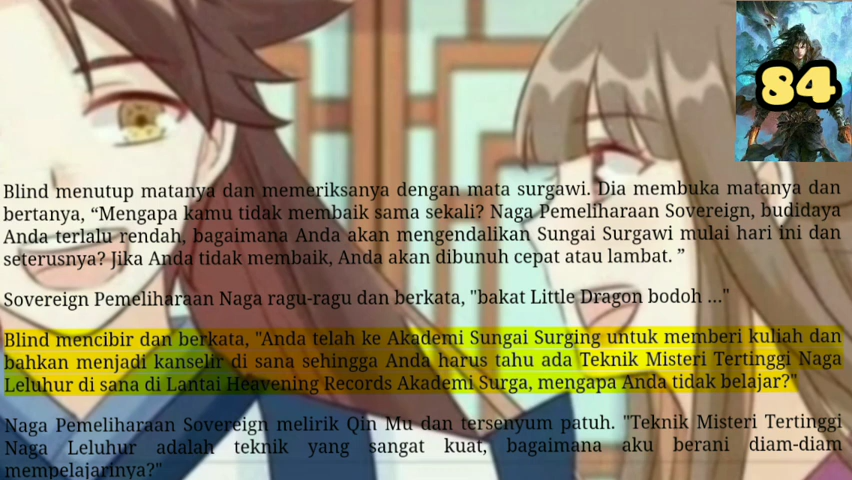 84
Blind menutup matanya dan memeriksanya dengan mata surgawi. Dia membuka matanya dan
bertanya, “Mengapa kamu tidak membaik sama sekali? Naga Pemeliharaan Sovereign, budidaya
Anda terlalu rendah, bagaimana Anda akan mengendalikan Sungai Surgawi mulai hari ini dan
seterusnya? Jika Anda tidak membaik, Anda akan dibunuh cepat atau lambat. ”
Sovereign Pemeliharaan Naga ragu-ragu dan berkata, "bakat Little Dragon bodoh ..."
Blind mencibir dan berkata, "Anda telah ke Akademi Sungai Surging untuk memberi kuliah dan
bahkan menjadi kanselir di sana sehingga Anda harus tahu ada Teknik Misteri Tertinggi Naga
Leluhur di sana di Lantai Heavening Records Akademi Surga, mengapa Anda tidak belajar?"
Naga Pemeliharaan Sovereign melirik Qin Mu dan tersenyum patuh. "Teknik Misteri Tertinggi
Naga Leluhur adalah teknik yang sangat kuat, bagaimana aku berani diam-diam
mempelajarinya?"